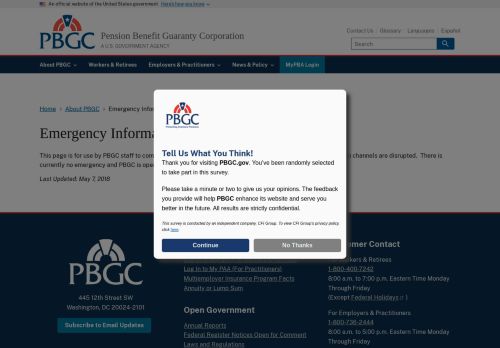 An official website of the United States government Here's how you know
PBGC
Pension Benefit Guaranty Corporation
A U.S. GOVERNMENT AGENCY
Contact Us Glossary Languages Español
Search
About PBGC Workers & Retirees Employers & Practitioners News & Policy MyPBA Login
Home > About PBGC > Emergency Infor
Emergency Informa
This page is for use by PBGC staff to com
channels are disrupted. There is
currently no emergency and PBGC is ope
Last Updated: May 7, 2018
PBGC
Protecting America's Pensions
Tell Us What You Think!
Thank you for visiting PBGC.gov. You've been randomly selected
to take part in this survey.
Please take a minute or two to give us your opinions. The feedback
you provide will help PBGC enhance its website and serve you
better in the future. All results are strictly confidential.
This survey is conducted by an independent company, CFI Group. To view CFI Group's privacy policy,
click here.
Continue
No Thanks
PBGC
445 12th Street SW
Washington, DC 20024-2101
Subscribe to Email Updates
Log In to My PAA (For Practitioners)
Multiemployer Insurance Program Facts
Annuity or Lump Sum
Open Government
Annual Reports
Federal Register Notices Open for Comment
Laws and Regulations
omer Contact
rkers & Retirees
1-800-400-7242
8:00 a.m. to 7:00 p.m. Eastern Time Monday
Through Friday
(Except Federal Holidays )
For Employers & Practitioners
1-800-736-2444
8:00 a.m. to 5:00 p.m. Eastern Time Monday
Through Friday